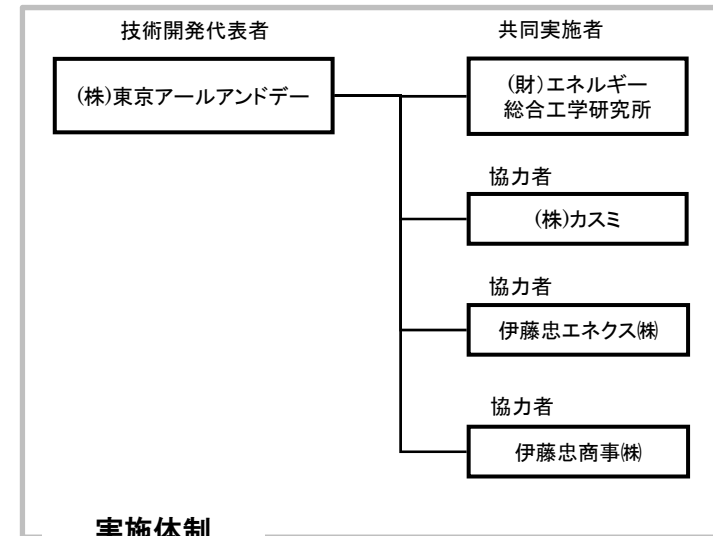 技術開発代表者
共同実施者
(株)東京アールアンドデー
(財)エネルギー
総合工学研究所
協力者
(株)カスミ
協力者
伊藤忠エネクス㈱
協力者
伊藤忠商事㈱
実施体制